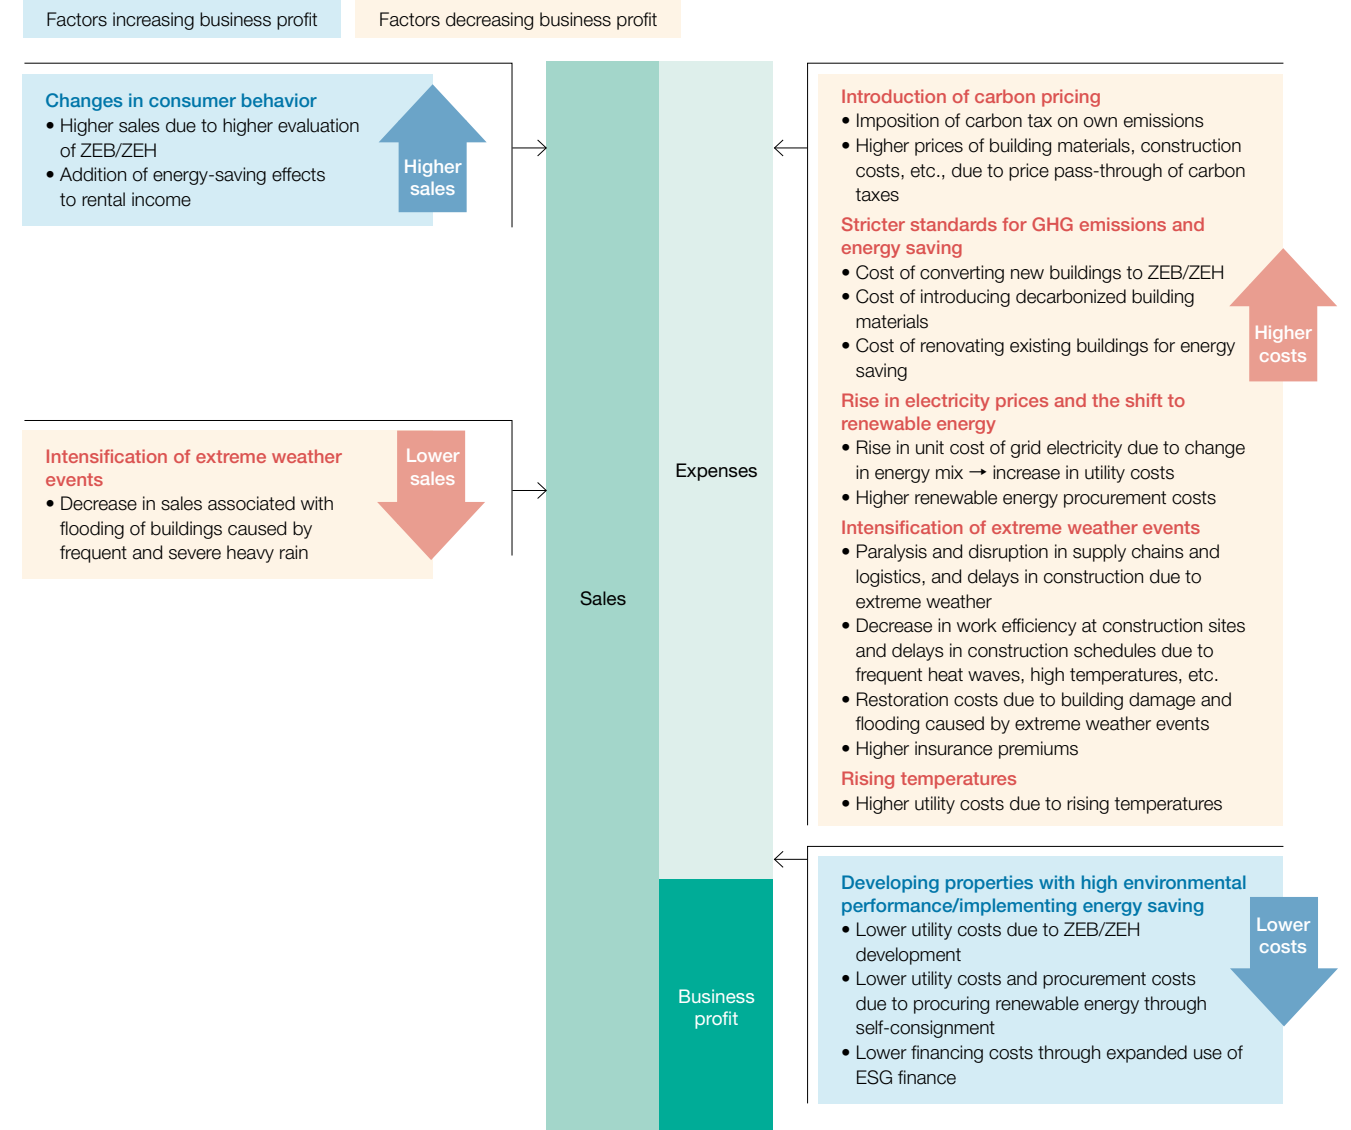 Factors increasing business profit
Factors decreasing business profit
Changes in consumer behavior
• Higher sales due to higher evaluation
of ZEB/ZEH
• Addition of energy-saving effects
to rental income
Higher
sales
Intensification of extreme weather
events
• Decrease in sales associated with
flooding of buildings caused by
frequent and severe heavy rain
Lower
sales
Sales
Expenses
Business
profit
Introduction of carbon pricing
• Imposition of carbon tax on own emissions
• Higher prices of building materials, construction
costs, etc., due to price pass-through of carbon
taxes
Stricter standards for GHG emissions and
energy saving
• Cost of converting new buildings to ZEB/ZEH
• Cost of introducing decarbonized building
materials
• Cost of renovating existing buildings for energy
saving
Rise in electricity prices and the shift to
renewable energy
• Rise in unit cost of grid electricity due to change
in energy mix → increase in utility costs
• Higher renewable energy procurement costs
Intensification of extreme weather events
• Paralysis and disruption in supply chains and
logistics, and delays in construction due to
extreme weather
• Decrease in work efficiency at construction sites
and delays in construction schedules due to
frequent heat waves, high temperatures, etc.
• Restoration costs due to building damage and
flooding caused by extreme weather events
• Higher insurance premiums
Rising temperatures
• Higher utility costs due to rising temperatures
Higher
costs
Developing properties with high environmental
performance/implementing energy saving
• Lower utility costs due to ZEB/ZEH
development
• Lower utility costs and procurement costs
due to procuring renewable energy through
self-consignment
• Lower financing costs through expanded use of
ESG finance
Lower
costs